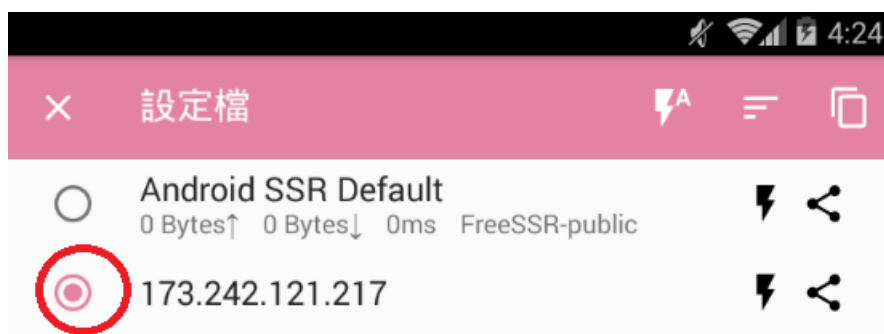 4:24
設定檔
A
Android SSR Default
0 Bytes↑ 0 Bytes↓ 0ms FreeSSR-public
173.242.121.217